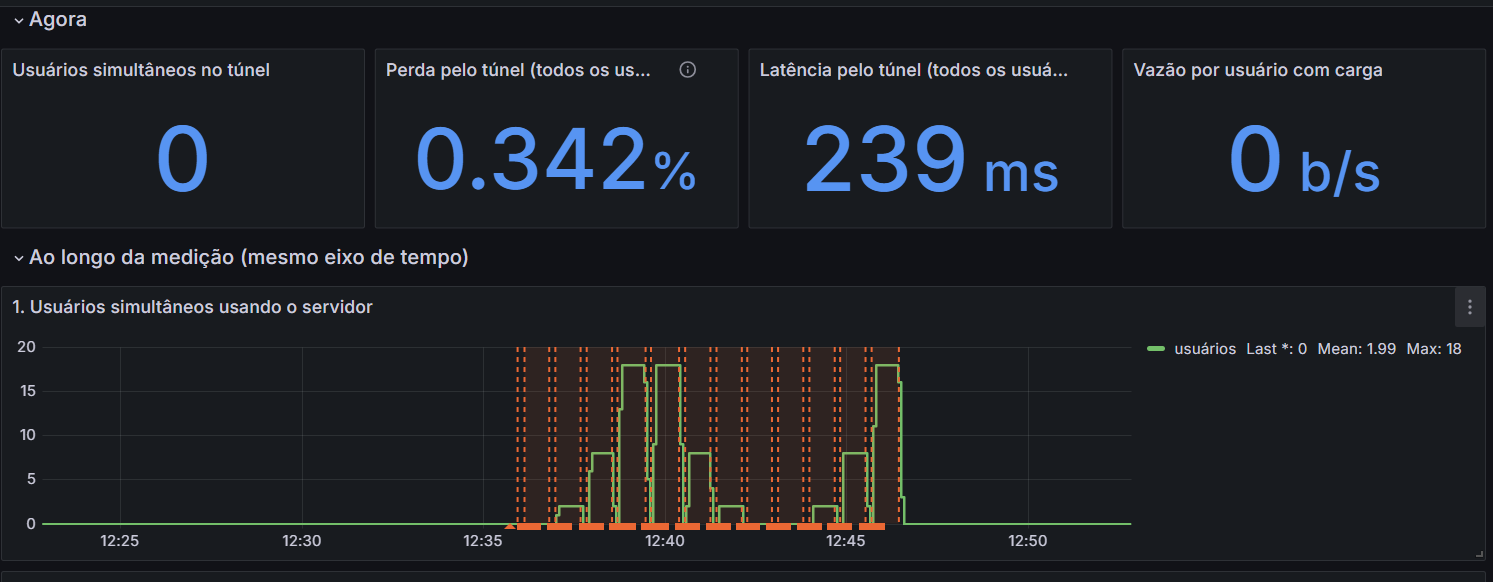 Agora
Usuários simultâneos no túnel
Perda pelo túnel (todos os us...
Latência pelo túnel (todos os usuá...
Vazão por usuário com carga
0
0.342%
239 ms
0 b/s
Ao longo da medição (mesmo eixo de tempo)
1. Usuários simultâneos usando o servidor
20
15
10
5
0
12:25
12:30
12:35
12:40
12:45
12:50
usuários Last *: 0 Mean: 1.99 Max: 18